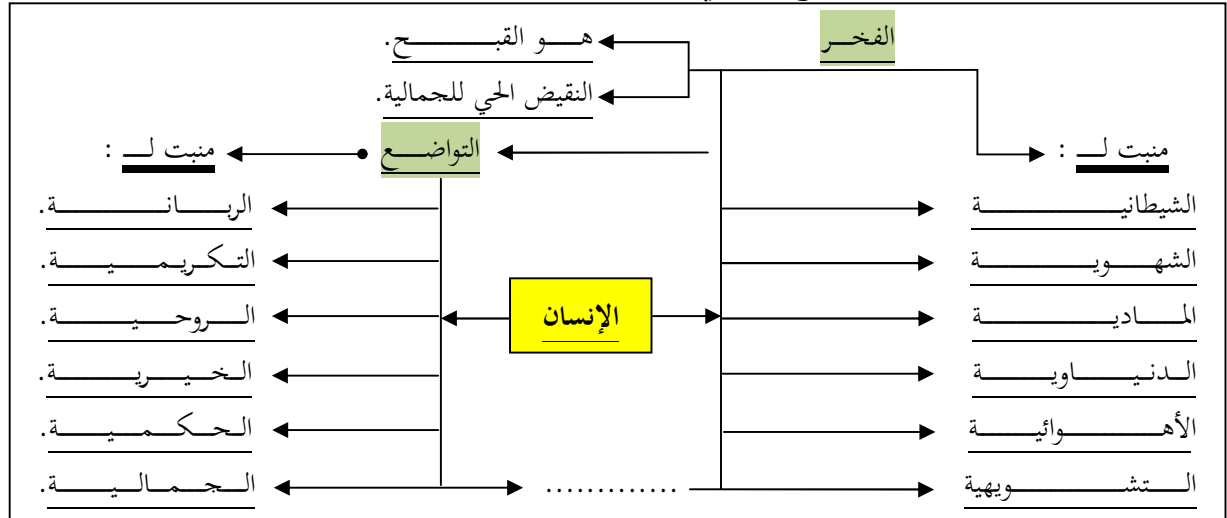 الفخر هو القبح.
النقيض الحي للجمالية.
منبت لـ : التواضع منبت لـ :
الشيطانية الربانة.
الشهوية التكريمية.
المادية الإنسان الروحية.
الدنياوية الخيرية.
الأهوائية الحكمية.
التشويهية ............. الجمالية.